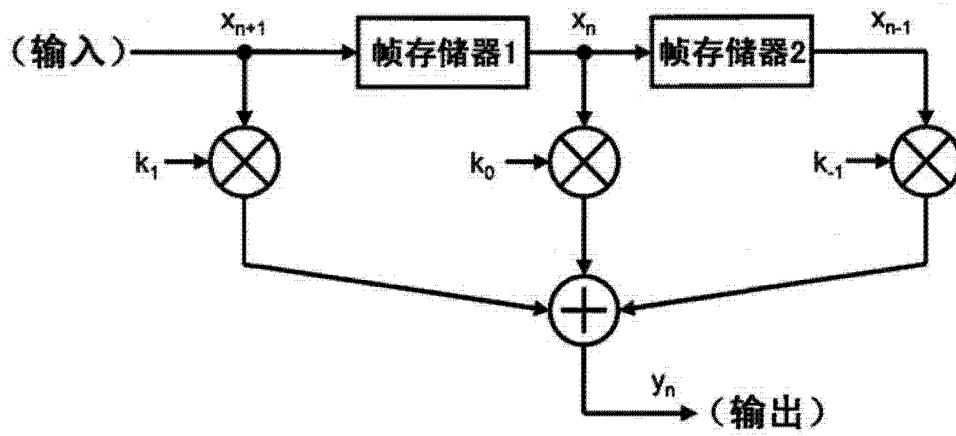 x_{n+1} x_n x_{n-1}
（输入） 帧存储器1 帧存储器2
k_1 k_0 k_{-1}
y_n
（输出）